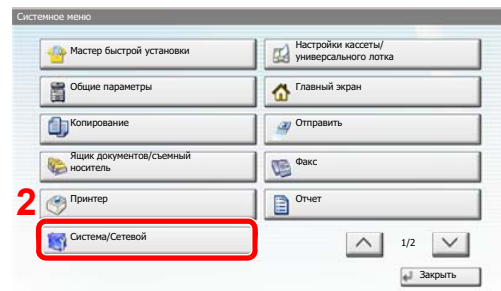 Системное меню
Мастер быстрой установки
Настройки кассеты/
универсального лотка
Общие параметры
Главный экран
Копирование
Отправить
Ящик документов/съемный
носитель
Факс
2
Принтер
Отчет
Система/Сетевой
1/2
Закрыть